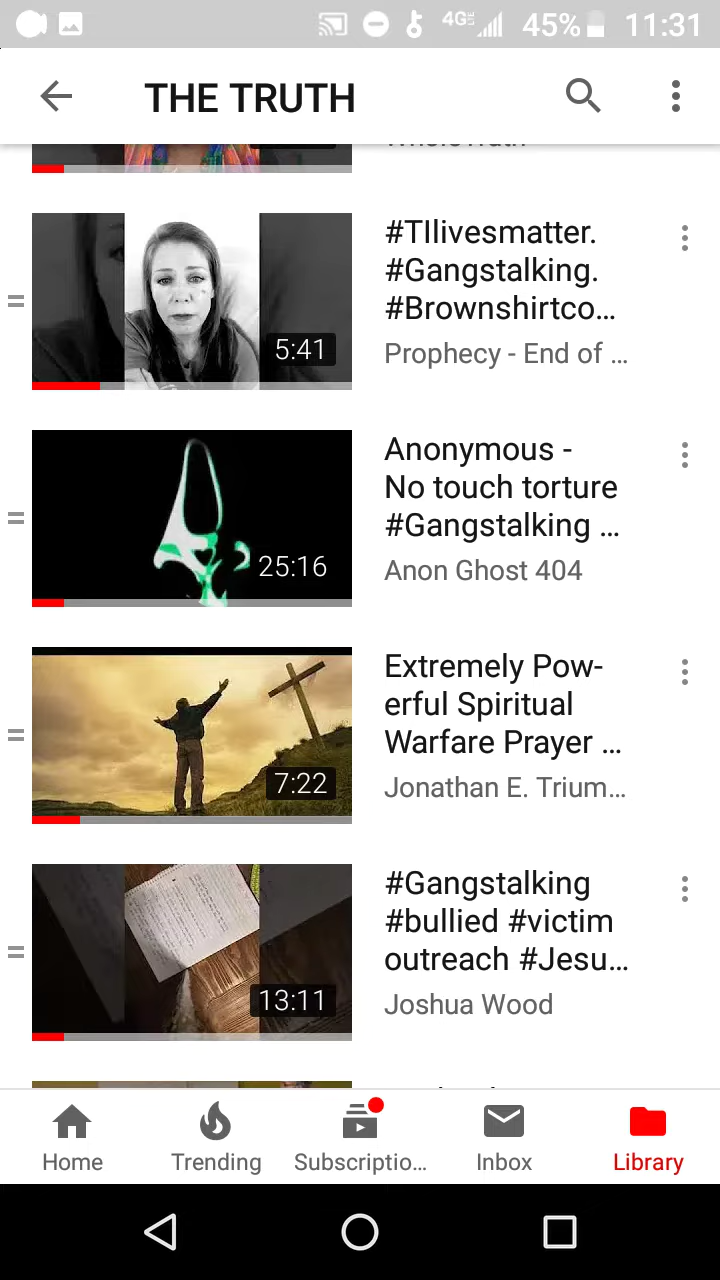 4G LTE 45% 11:31
THE TRUTH
#TIlivesmatter.
#Gangstalking.
#Brownshirtco...
Prophecy - End of ...
5:41
Anonymous -
No touch torture
#Gangstalking ...
Anon Ghost 404
25:16
Extremely Pow-
erful Spiritual
Warfare Prayer ...
Jonathan E. Trium...
7:22
#Gangstalking
#bullied #victim
outreach #Jesu...
Joshua Wood
13:11
Home Trending Subscriptio... Inbox Library